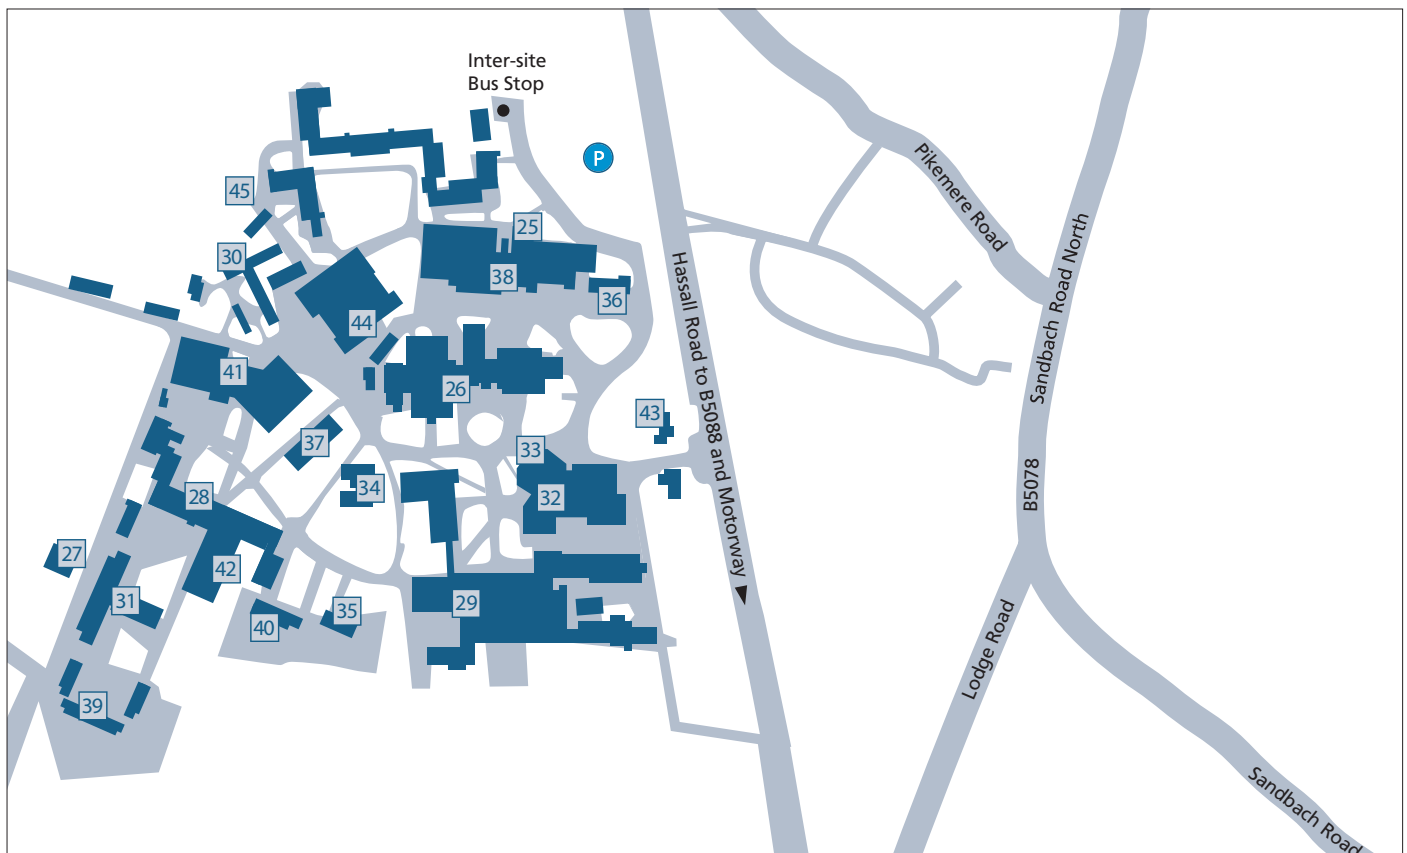 Inter-site
Bus Stop
P
Pikemere Road
Sandbach Road North
45
25
30
38
36
44
Hassall Road to B5088 and Motorway
41
26
43
37
33
34
28
32
B5078
27
42
31
29
35
40
Lodge Road
39
Sandbach Road